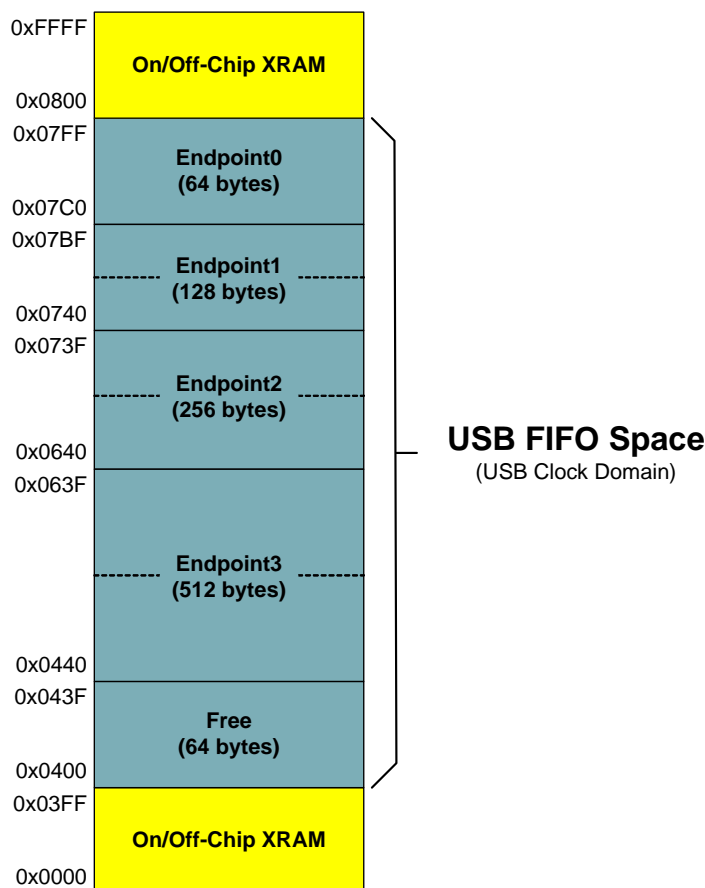 0xFFFF
On/Off-Chip XRAM
0x0800
0x07FF
Endpoint0
(64 bytes)
0x07C0
0x07BF
Endpoint1
(128 bytes)
0x0740
0x073F
Endpoint2
(256 bytes)
0x0640
0x063F
Endpoint3
(512 bytes)
0x0440
0x043F
Free
(64 bytes)
0x0400
0x03FF
On/Off-Chip XRAM
0x0000
USB FIFO Space
(USB Clock Domain)